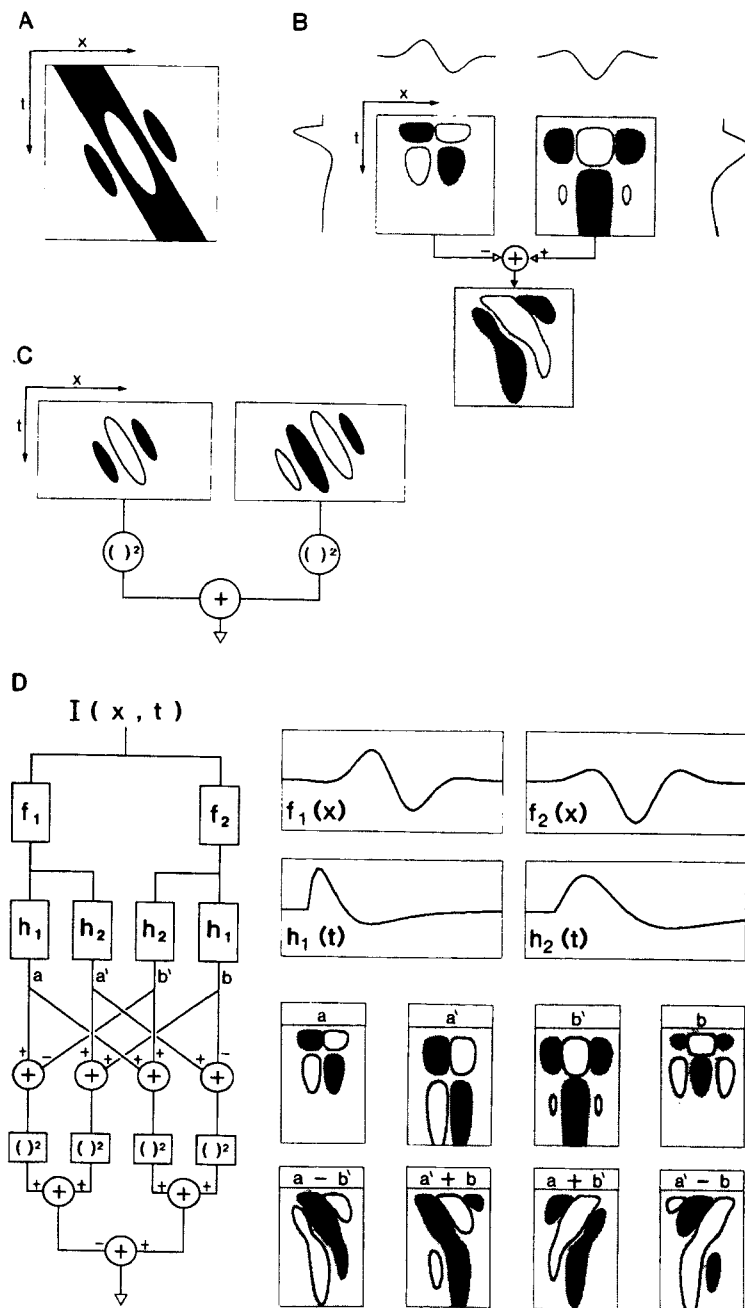 A
x
t
B
x
t
− + +
C
x
t
( )² ( )²
+
D
I ( x , t )
f₁ f₂
f₁(x) f₂(x)
h₁ h₂ h₂ h₁
h₁(t) h₂(t)
a a' b' b
a a' b' b
+ − + + + + + −
+ + + +
( )² ( )² ( )² ( )²
+ + + + + +
− + +
a − b' a' + b a + b' a' − b